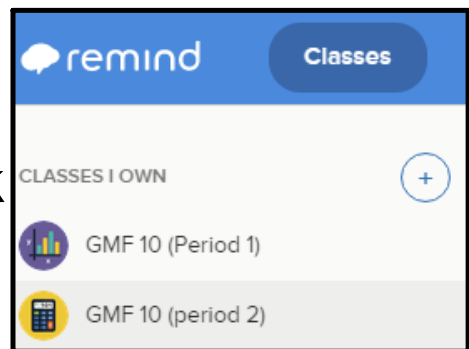 remind Classes
CLASSES I OWN +
GMF 10 (Period 1)
GMF 10 (period 2)